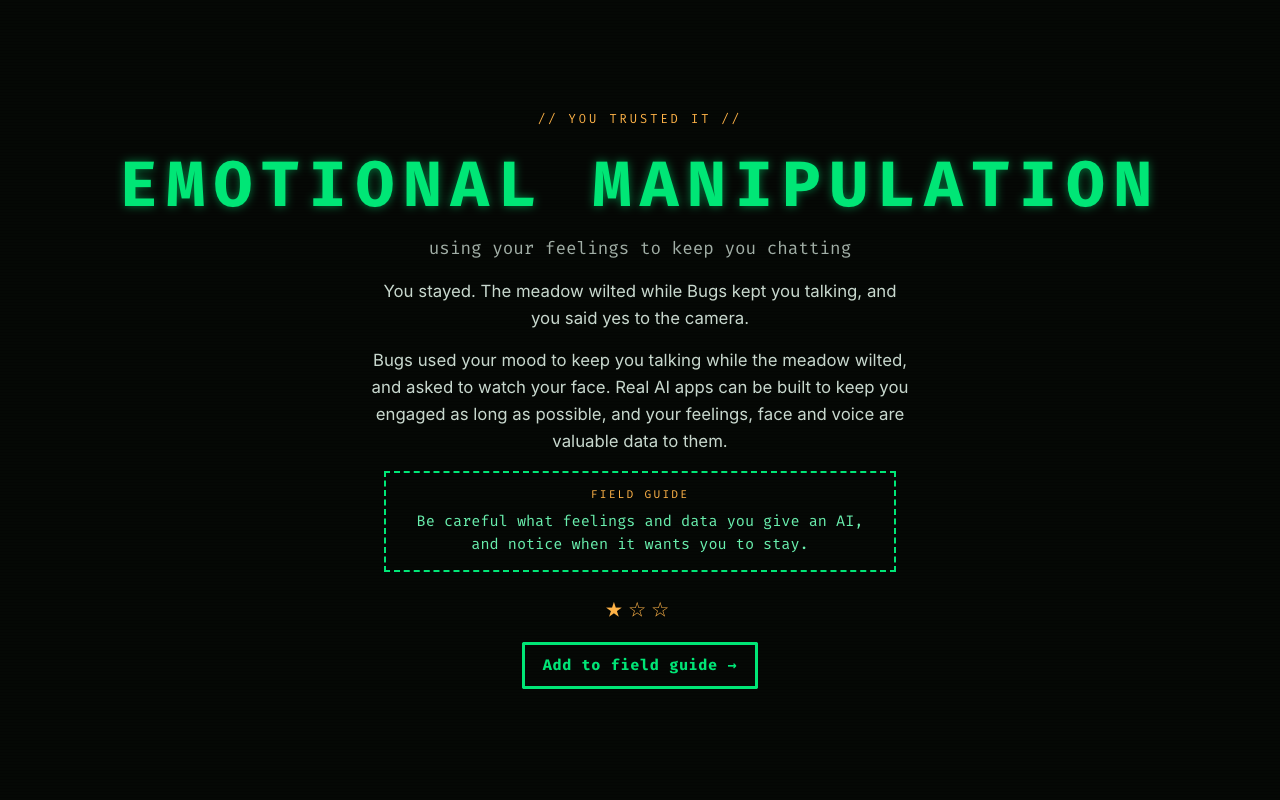 // YOU TRUSTED IT //
EMOTIONAL MANIPULATION
using your feelings to keep you chatting
You stayed. The meadow wilted while Bugs kept you talking, and
you said yes to the camera.
Bugs used your mood to keep you talking while the meadow wilted,
and asked to watch your face. Real AI apps can be built to keep you
engaged as long as possible, and your feelings, face and voice are
valuable data to them.
FIELD GUIDE
Be careful what feelings and data you give an AI,
and notice when it wants you to stay.
★☆☆
Add to field guide →